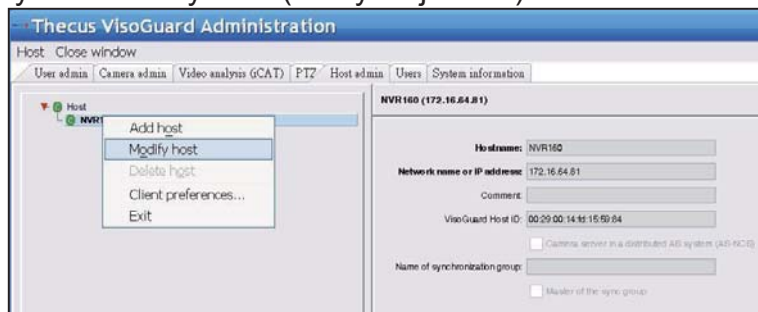 Thecus VisoGuard Administration
Host Close window
User admin Camera admin Video analysis (iCAT) PTZ Host admin Users System information
Host
NVR1
Add host
Modify host
Delete host
Client preferences...
Exit
NVR160 (172.16.64.81)
Hostname: NVR160
Network name or IP address: 172.16.64.81
Comment:
VisoGuard Host ID: 00:29:00:14:fd:15:59:84
Camera server in a distributed AB system (AB-NCS)
Name of synchronization group:
Master of the sync group